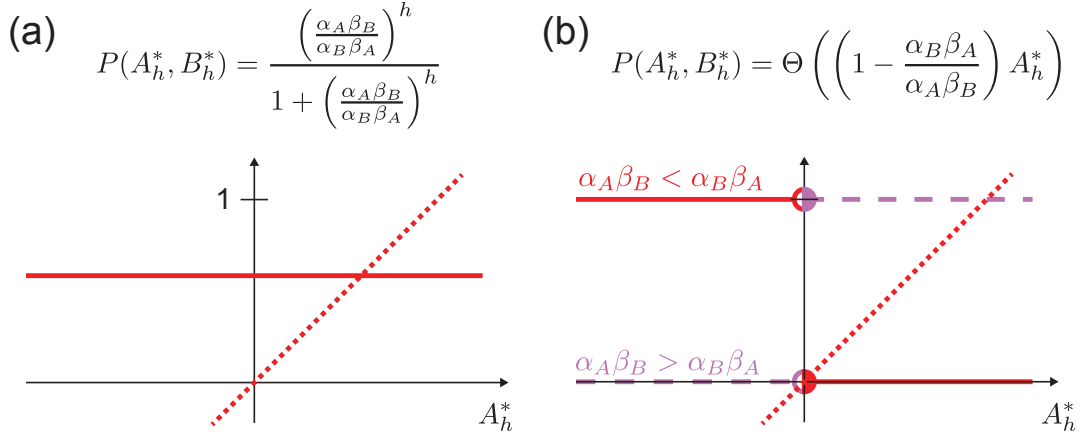 (a)
P(A_h^*, B_h^*) = \frac{\left(\frac{\alpha_A \beta_B}{\alpha_B \beta_A}\right)^h}{1 + \left(\frac{\alpha_A \beta_B}{\alpha_B \beta_A}\right)^h}
1
A_h^*
(b)
P(A_h^*, B_h^*) = \Theta\left(\left(1 - \frac{\alpha_B \beta_A}{\alpha_A \beta_B}\right) A_h^*\right)
\alpha_A \beta_B < \alpha_B \beta_A
\alpha_A \beta_B > \alpha_B \beta_A
A_h^*